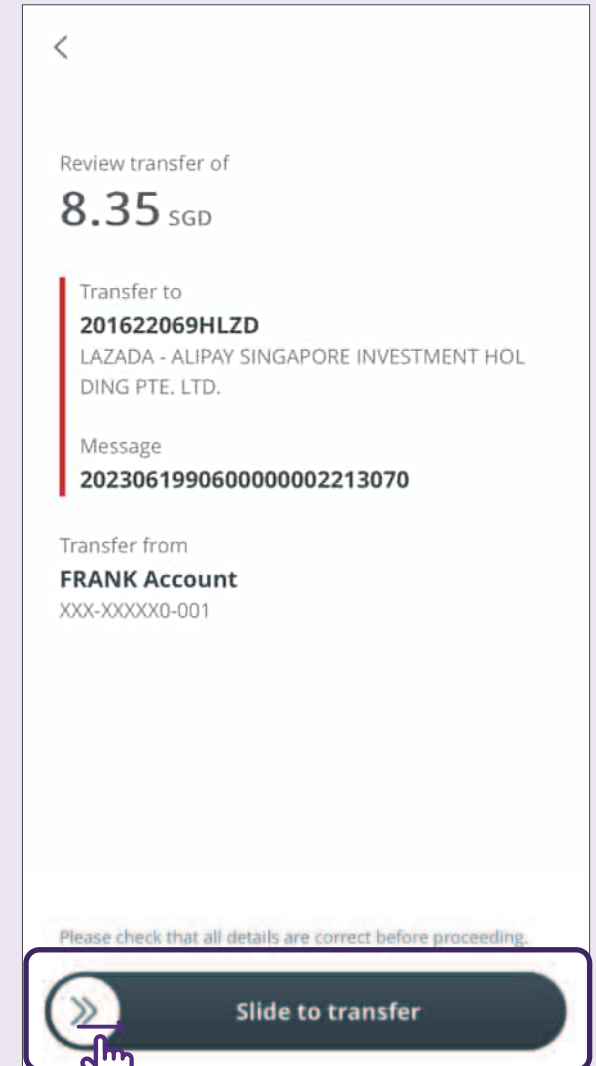 Review transfer of
8.35 SGD
Transfer to
201622069HLZD
LAZADA - ALIPAY SINGAPORE INVESTMENT HOL
DING PTE. LTD.
Message
2023061990600000002213070
Transfer from
FRANK Account
XXX-XXXXX0-001
Please check that all details are correct before proceeding.
Slide to transfer